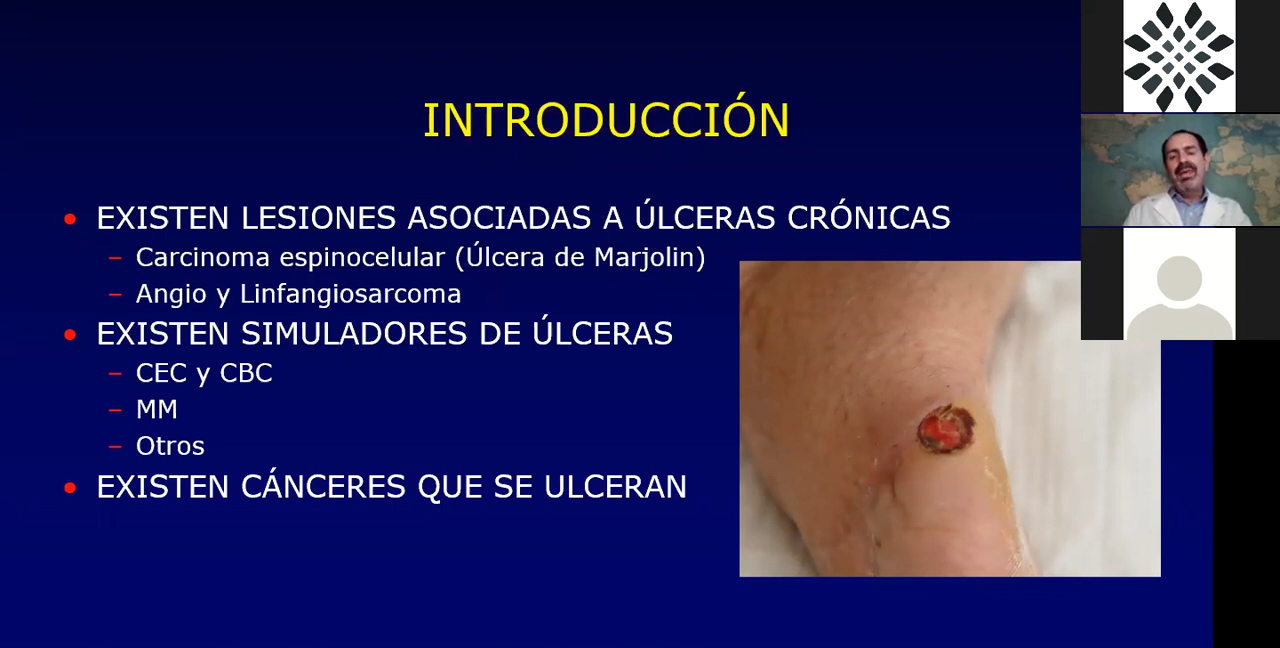 INTRODUCCIÓN
EXISTEN LESIONES ASOCIADAS A ÚLCERAS CRÓNICAS
– Carcinoma espinocelular (Úlcera de Marjolin)
– Angio y Linfangiosarcoma
EXISTEN SIMULADORES DE ÚLCERAS
– CEC y CBC
– MM
– Otros
EXISTEN CÁNCERES QUE SE ULCERAN